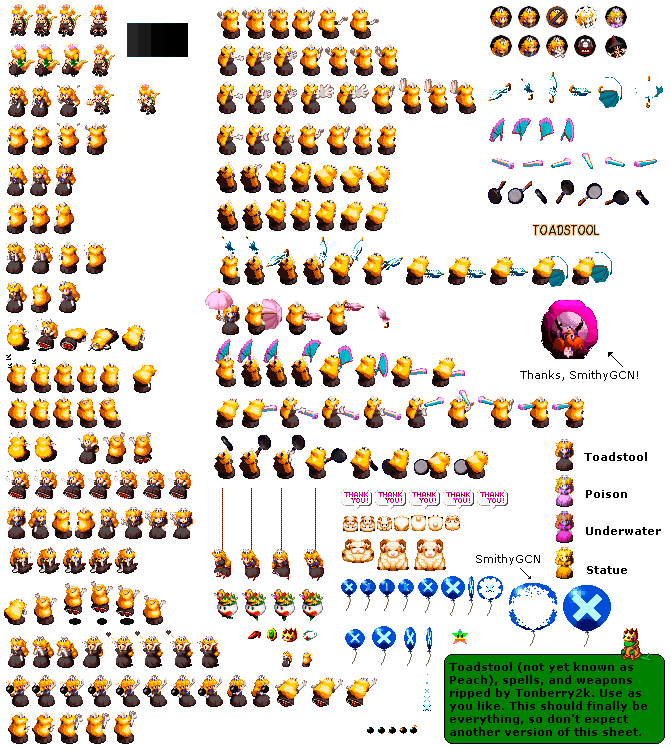 TOADSTOOL
Thanks, SmithyGCN!
Toadstool
Poison
Underwater
Statue
THANK YOU!
THANK YOU!
THANK YOU!
THANK YOU!
THANK YOU!
SmithyGCN
Toadstool (not yet known as
Peach), spells, and weapons
ripped by Tonberry2k. Use as
you like. This should finally be
everything, so don't expect
another version of this sheet.